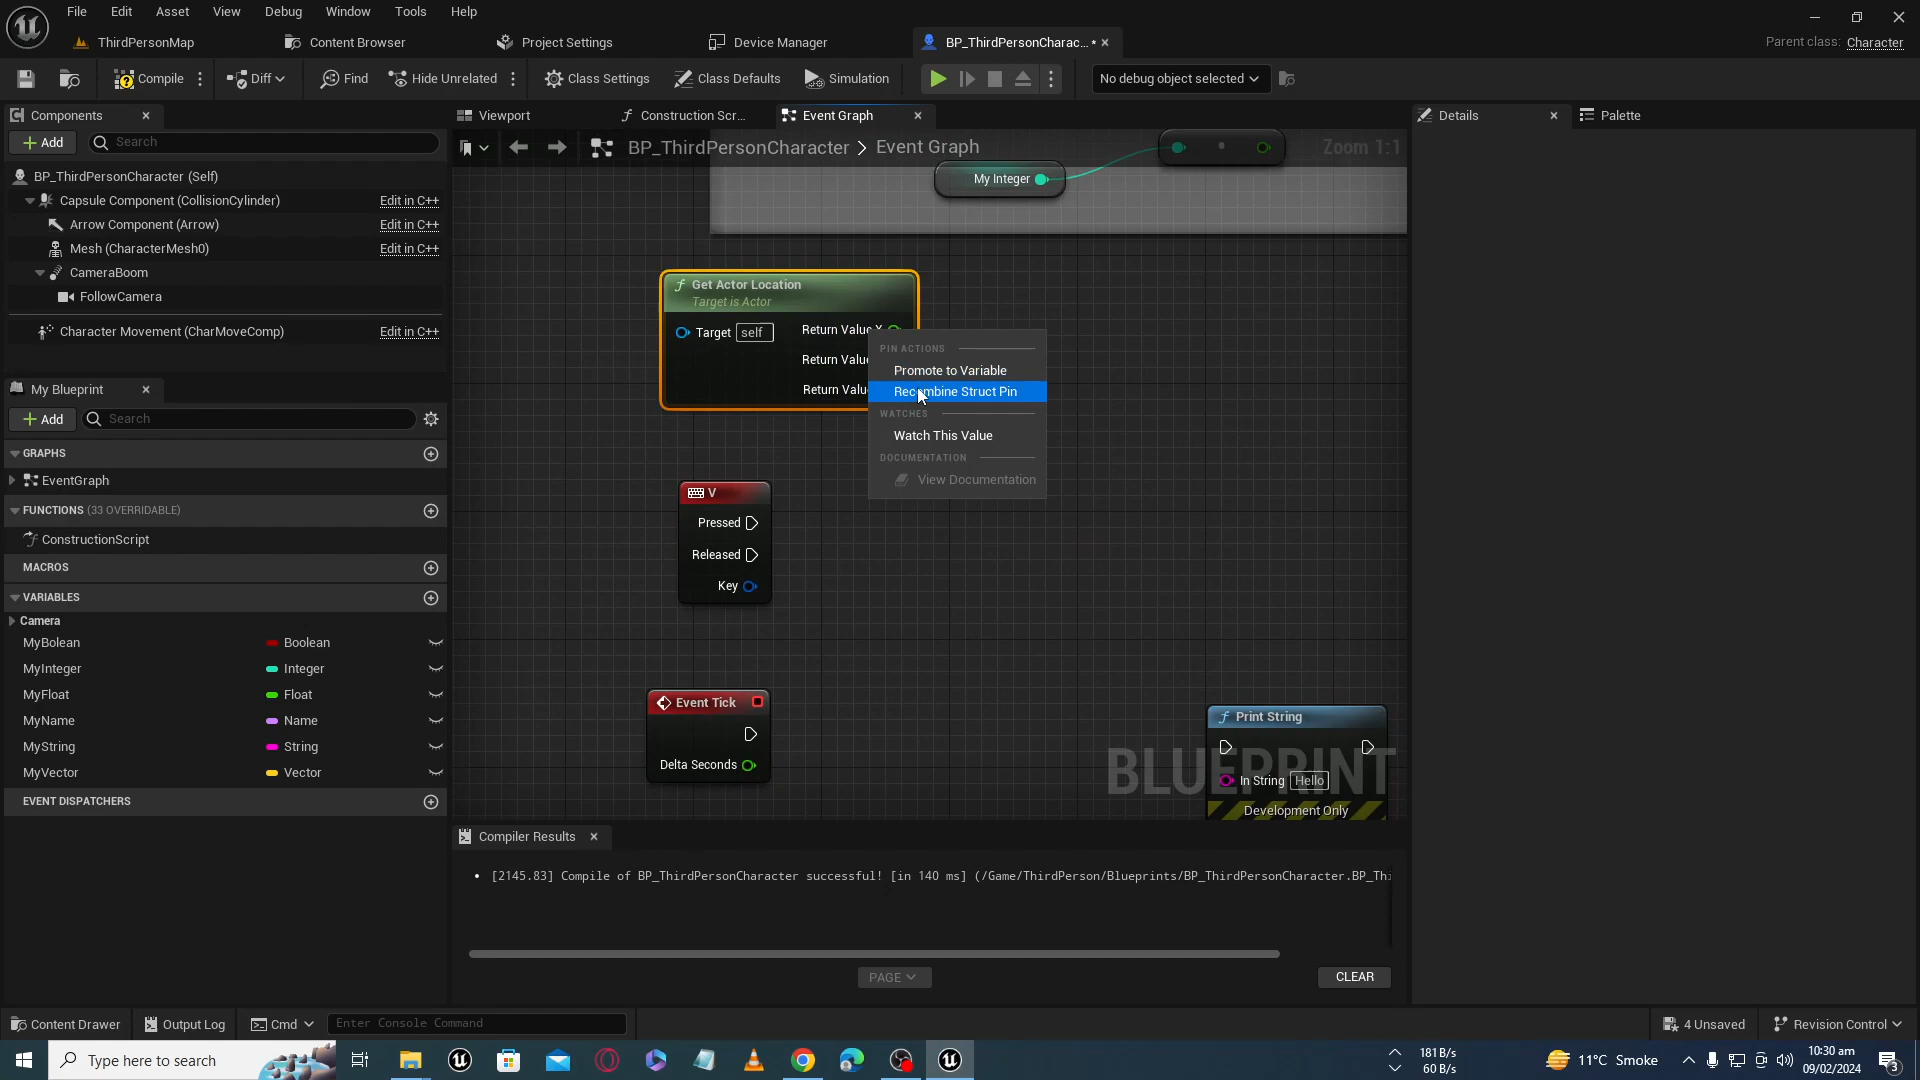 File Edit Asset View Debug Window Tools Help
ThirdPersonMap Content Browser Project Settings Device Manager BP_ThirdPersonCharac... •
Parent class: Character
Compile Diff Find Hide Unrelated Class Settings Class Defaults Simulation No debug object selected
Components
Add Search
BP_ThirdPersonCharacter (Self)
Capsule Component (CollisionCylinder) Edit in C++
Arrow Component (Arrow) Edit in C++
Mesh (CharacterMesh0) Edit in C++
CameraBoom
FollowCamera
Character Movement (CharMoveComp) Edit in C++
My Blueprint
Add Search
GRAPHS
EventGraph
FUNCTIONS (33 OVERRIDABLE)
ConstructionScript
MACROS
VARIABLES
Camera
MyBolean Boolean
MyInteger Integer
MyFloat Float
MyName Name
MyString String
MyVector Vector
EVENT DISPATCHERS
Viewport Construction Scr... Event Graph
BP_ThirdPersonCharacter > Event Graph Zoom 1:1
My Integer
Get Actor Location
Target is Actor
Target self
Return Value X
Return Value
Return Valu
PIN ACTIONS
Promote to Variable
Recombine Struct Pin
WATCHES
Watch This Value
DOCUMENTATION
View Documentation
V
Pressed
Released
Key
Event Tick
Delta Seconds
Print String
In String Hello
Development Only
BLUEPRINT
Compiler Results
• [2145.83] Compile of BP_ThirdPersonCharacter successful! [in 140 ms] (/Game/ThirdPerson/Blueprints/BP_ThirdPersonCharacter.BP_Thi
PAGE CLEAR
Details Palette
Content Drawer Output Log Cmd Enter Console Command 4 Unsaved Revision Control
Type here to search
181 B/s
60 B/s
11°C Smoke
10:30 am
09/02/2024
3